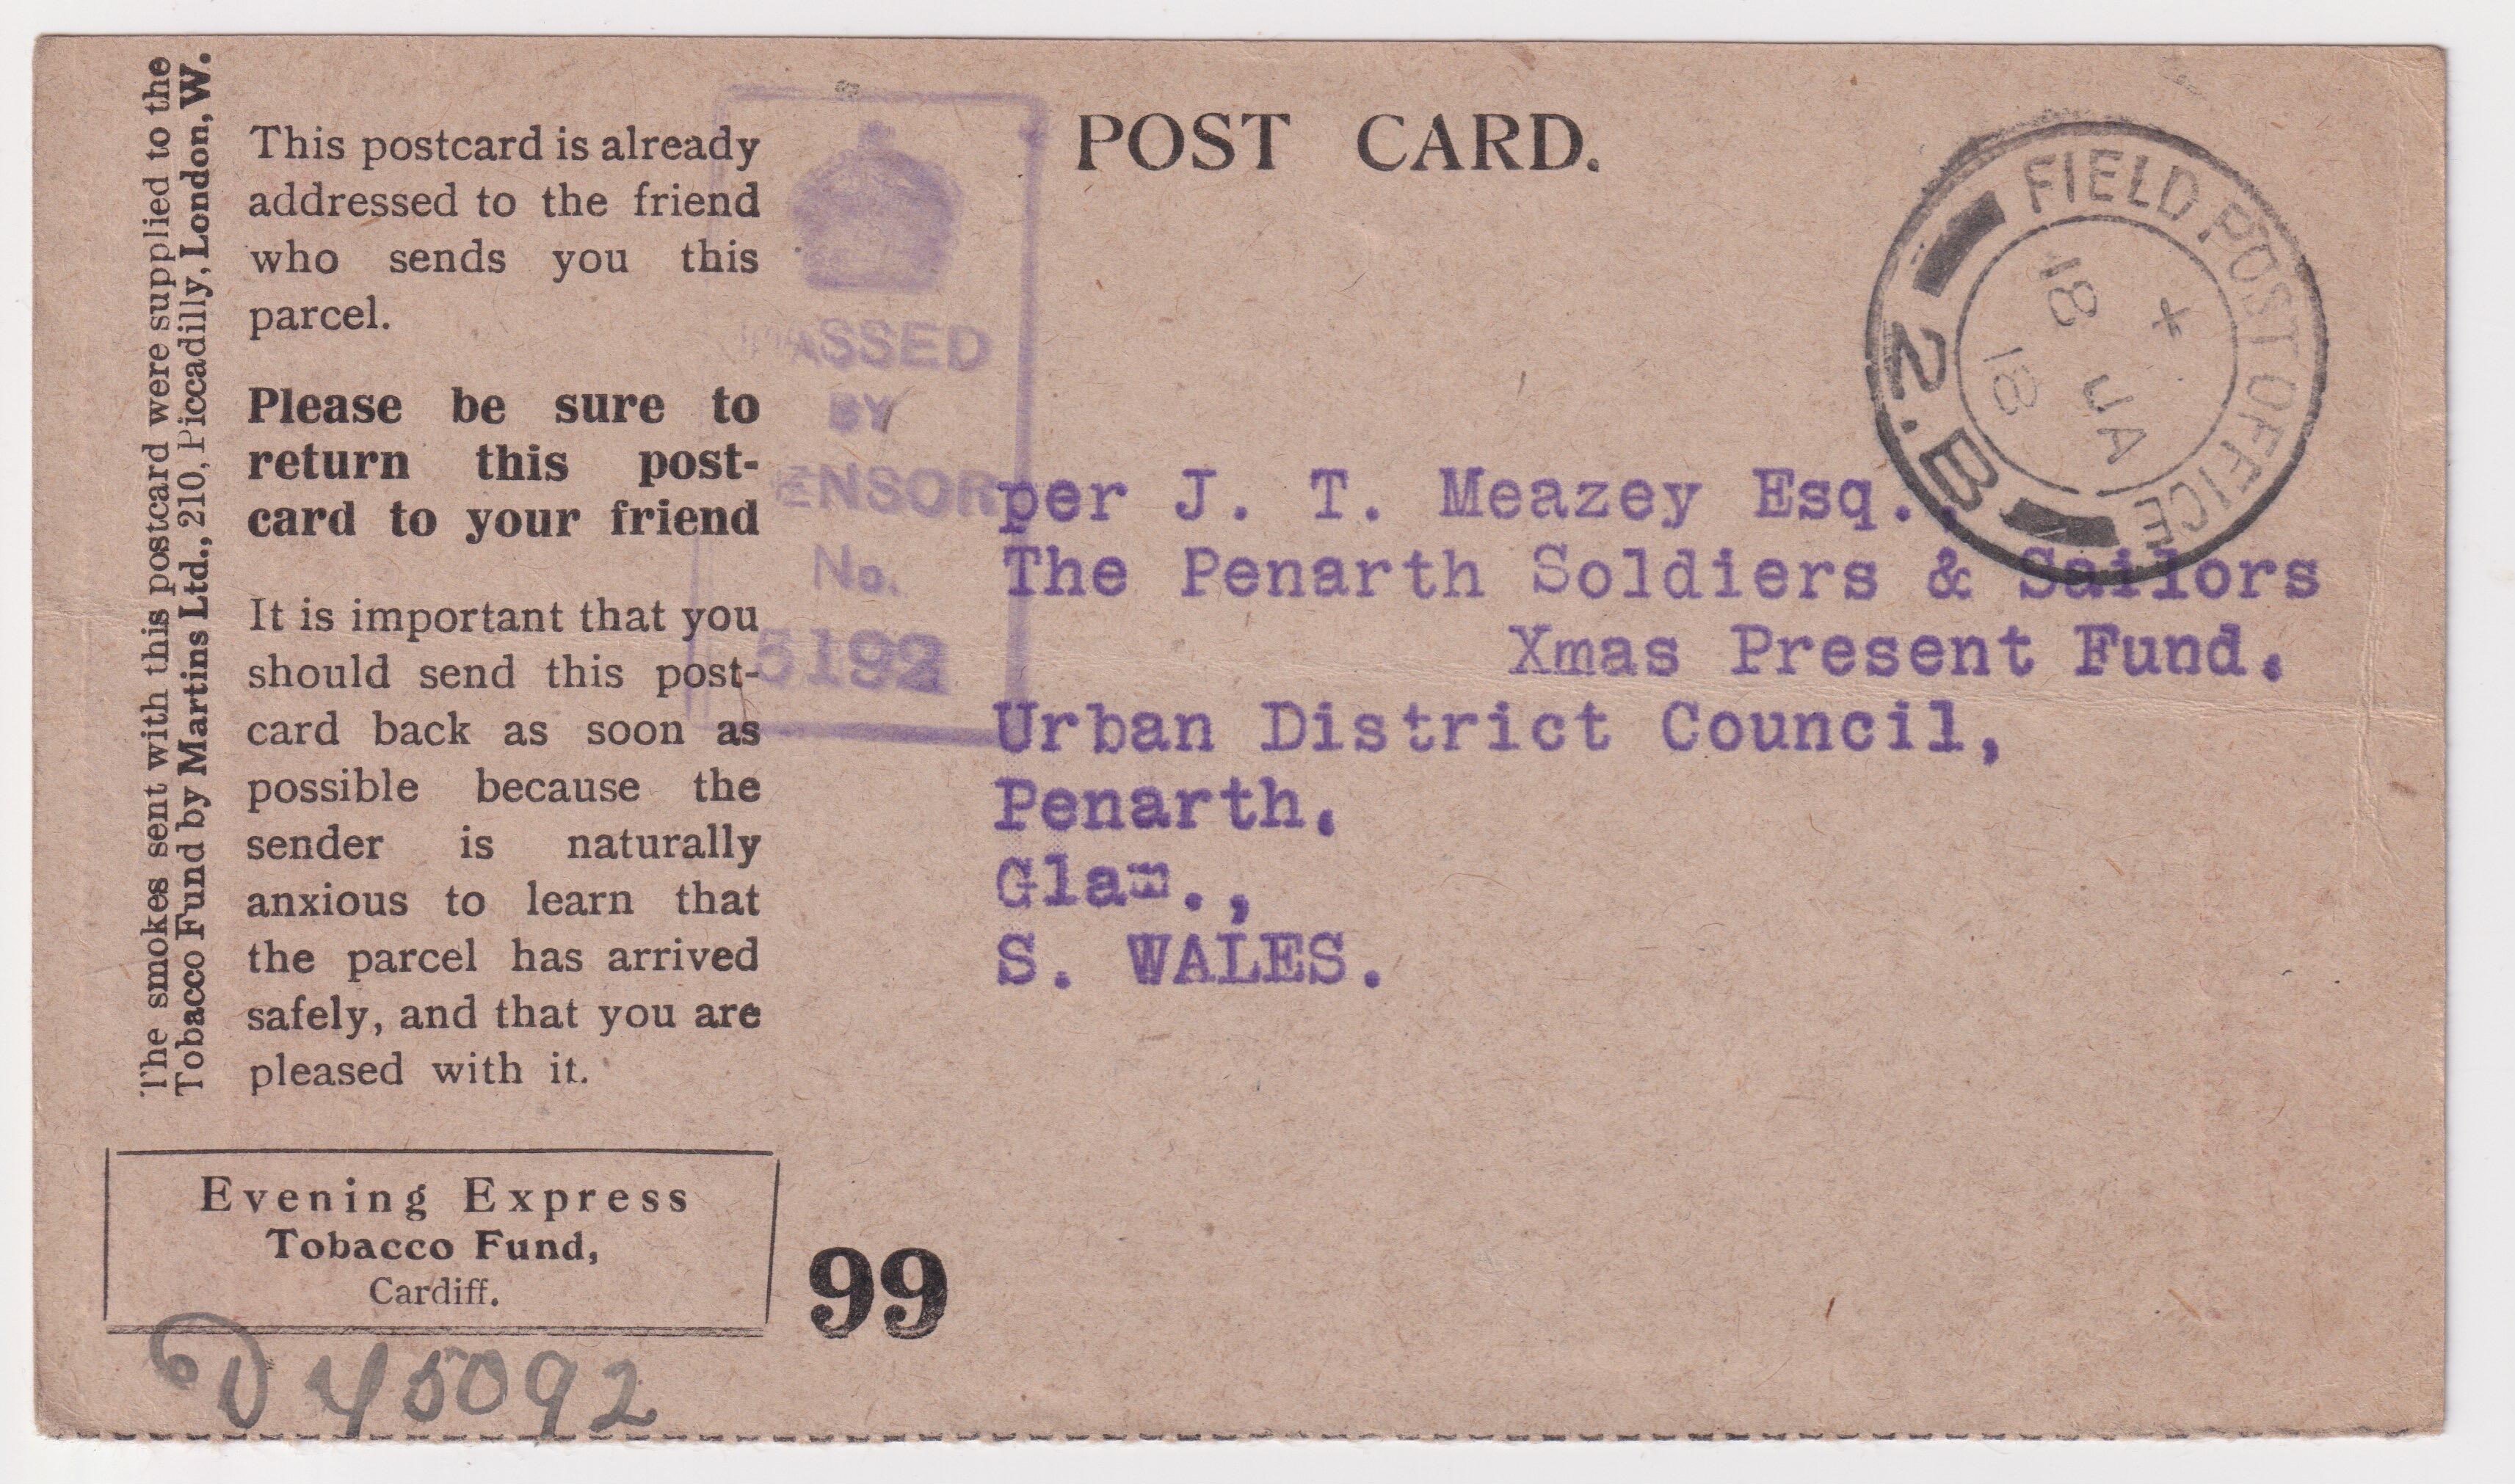 The smokes sent with this postcard were supplied to the
Tobacco Fund by Martins Ltd., 210, Piccadilly, London, W.
This postcard is already
addressed to the friend
who sends you this
parcel.
Please be sure to
return this post-
card to your friend
It is important that you
should send this post-
card back as soon as
possible because the
sender is naturally
anxious to learn that
the parcel has arrived
safely, and that you are
pleased with it.
Evening Express
Tobacco Fund,
Cardiff.
D 45092
99
PASSED
BY
CENSOR
No.
5192
POST CARD.
FIELD POST OFFICE
2.B
X
18 JA
18
per J. T. Meazey Esq.,
The Penarth Soldiers & Sailors
Xmas Present Fund.
Urban District Council,
Penarth.
Glam.,
S. WALES.